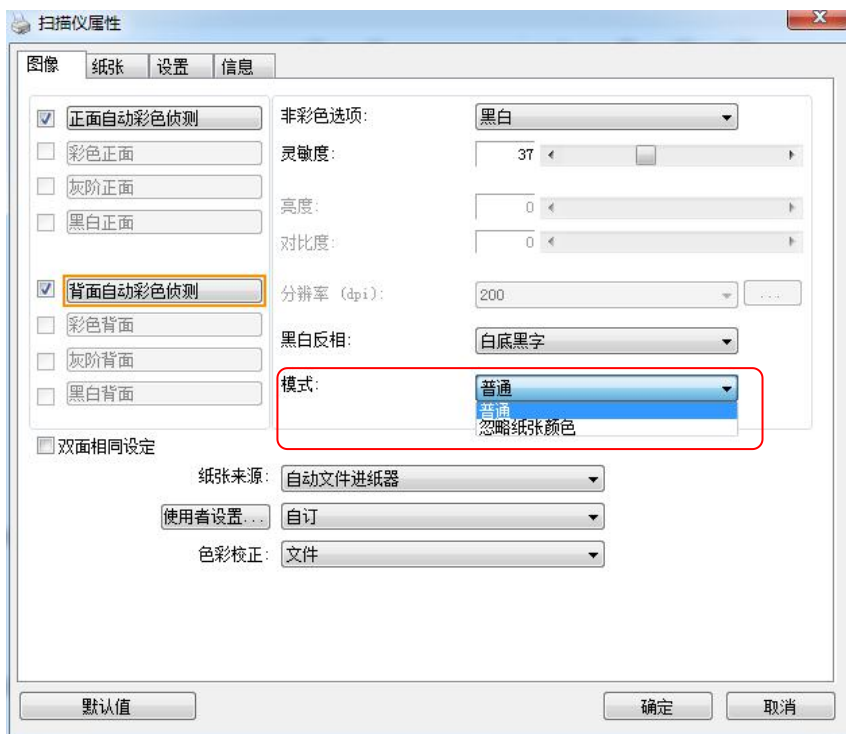 扫描仪属性
图像 纸张 设置 信息
正面自动彩色侦测
彩色正面
灰阶正面
黑白正面
背面自动彩色侦测
彩色背面
灰阶背面
黑白背面
非彩色选项: 黑白
灵敏度: 37
亮度: 0
对比度: 0
分辨率 (dpi): 200 ...
黑白反相: 白底黑字
模式: 普通
普通
忽略纸张颜色
双面相同设定
纸张来源: 自动文件进纸器
使用者设置... 自订
色彩校正: 文件
默认值 确定 取消